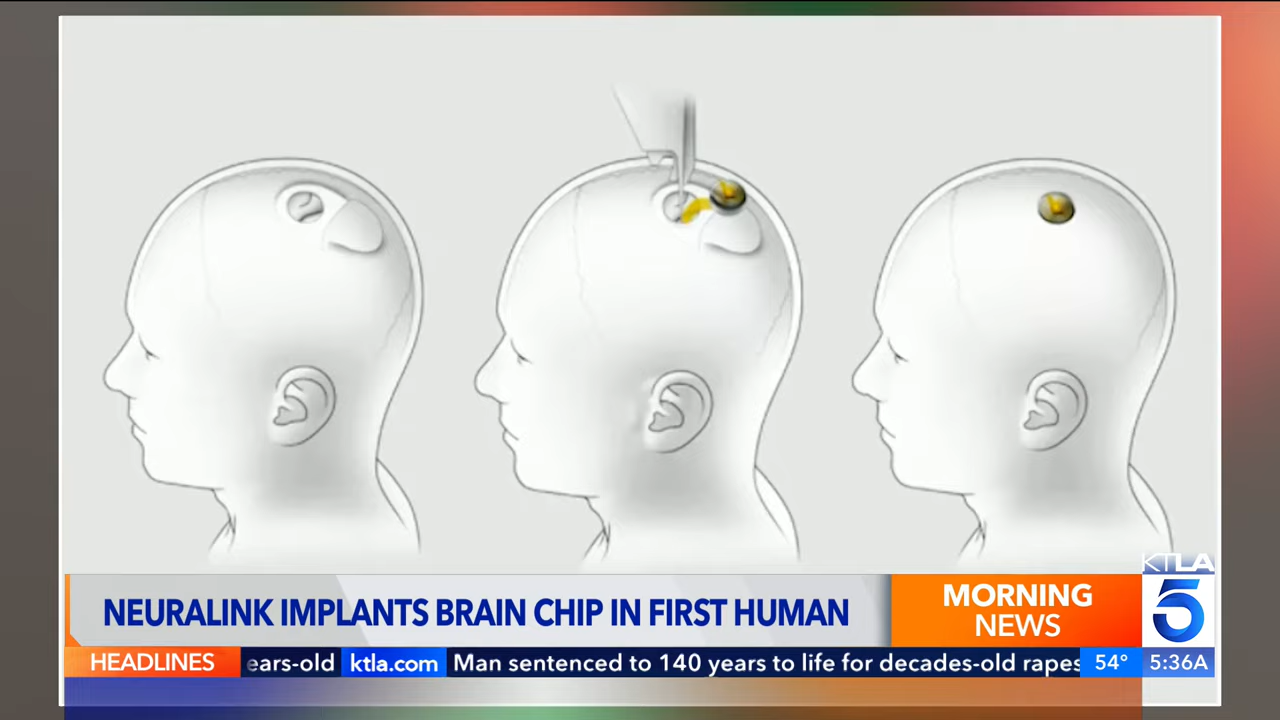 NEURALINK IMPLANTS BRAIN CHIP IN FIRST HUMAN
MORNING
NEWS
KTLA
5
HEADLINES
ears-old ktla.com Man sentenced to 140 years to life for decades-old rapes
54° 5:36A